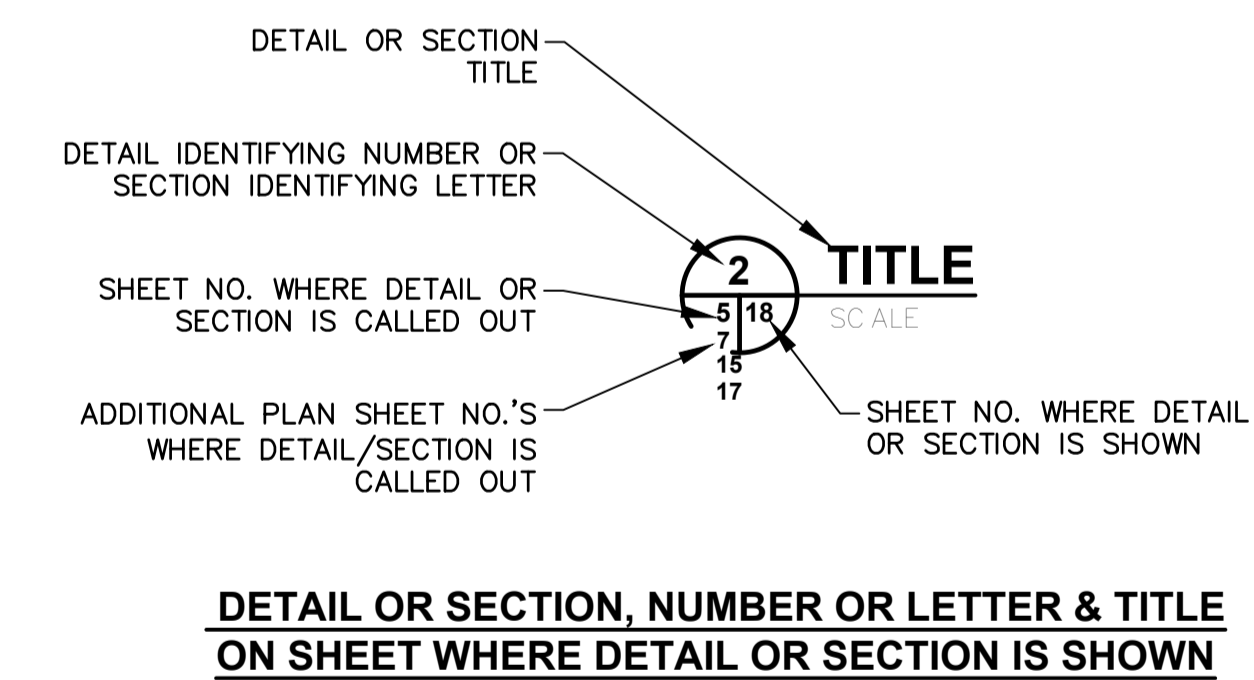 DETAIL OR SECTION
TITLE
DETAIL IDENTIFYING NUMBER OR
SECTION IDENTIFYING LETTER
SHEET NO. WHERE DETAIL OR
SECTION IS CALLED OUT
ADDITIONAL PLAN SHEET NO.'S
WHERE DETAIL/SECTION IS
CALLED OUT
2
5 18
7
15
17
TITLE
SCALE
SHEET NO. WHERE DETAIL
OR SECTION IS SHOWN
DETAIL OR SECTION, NUMBER OR LETTER & TITLE
ON SHEET WHERE DETAIL OR SECTION IS SHOWN